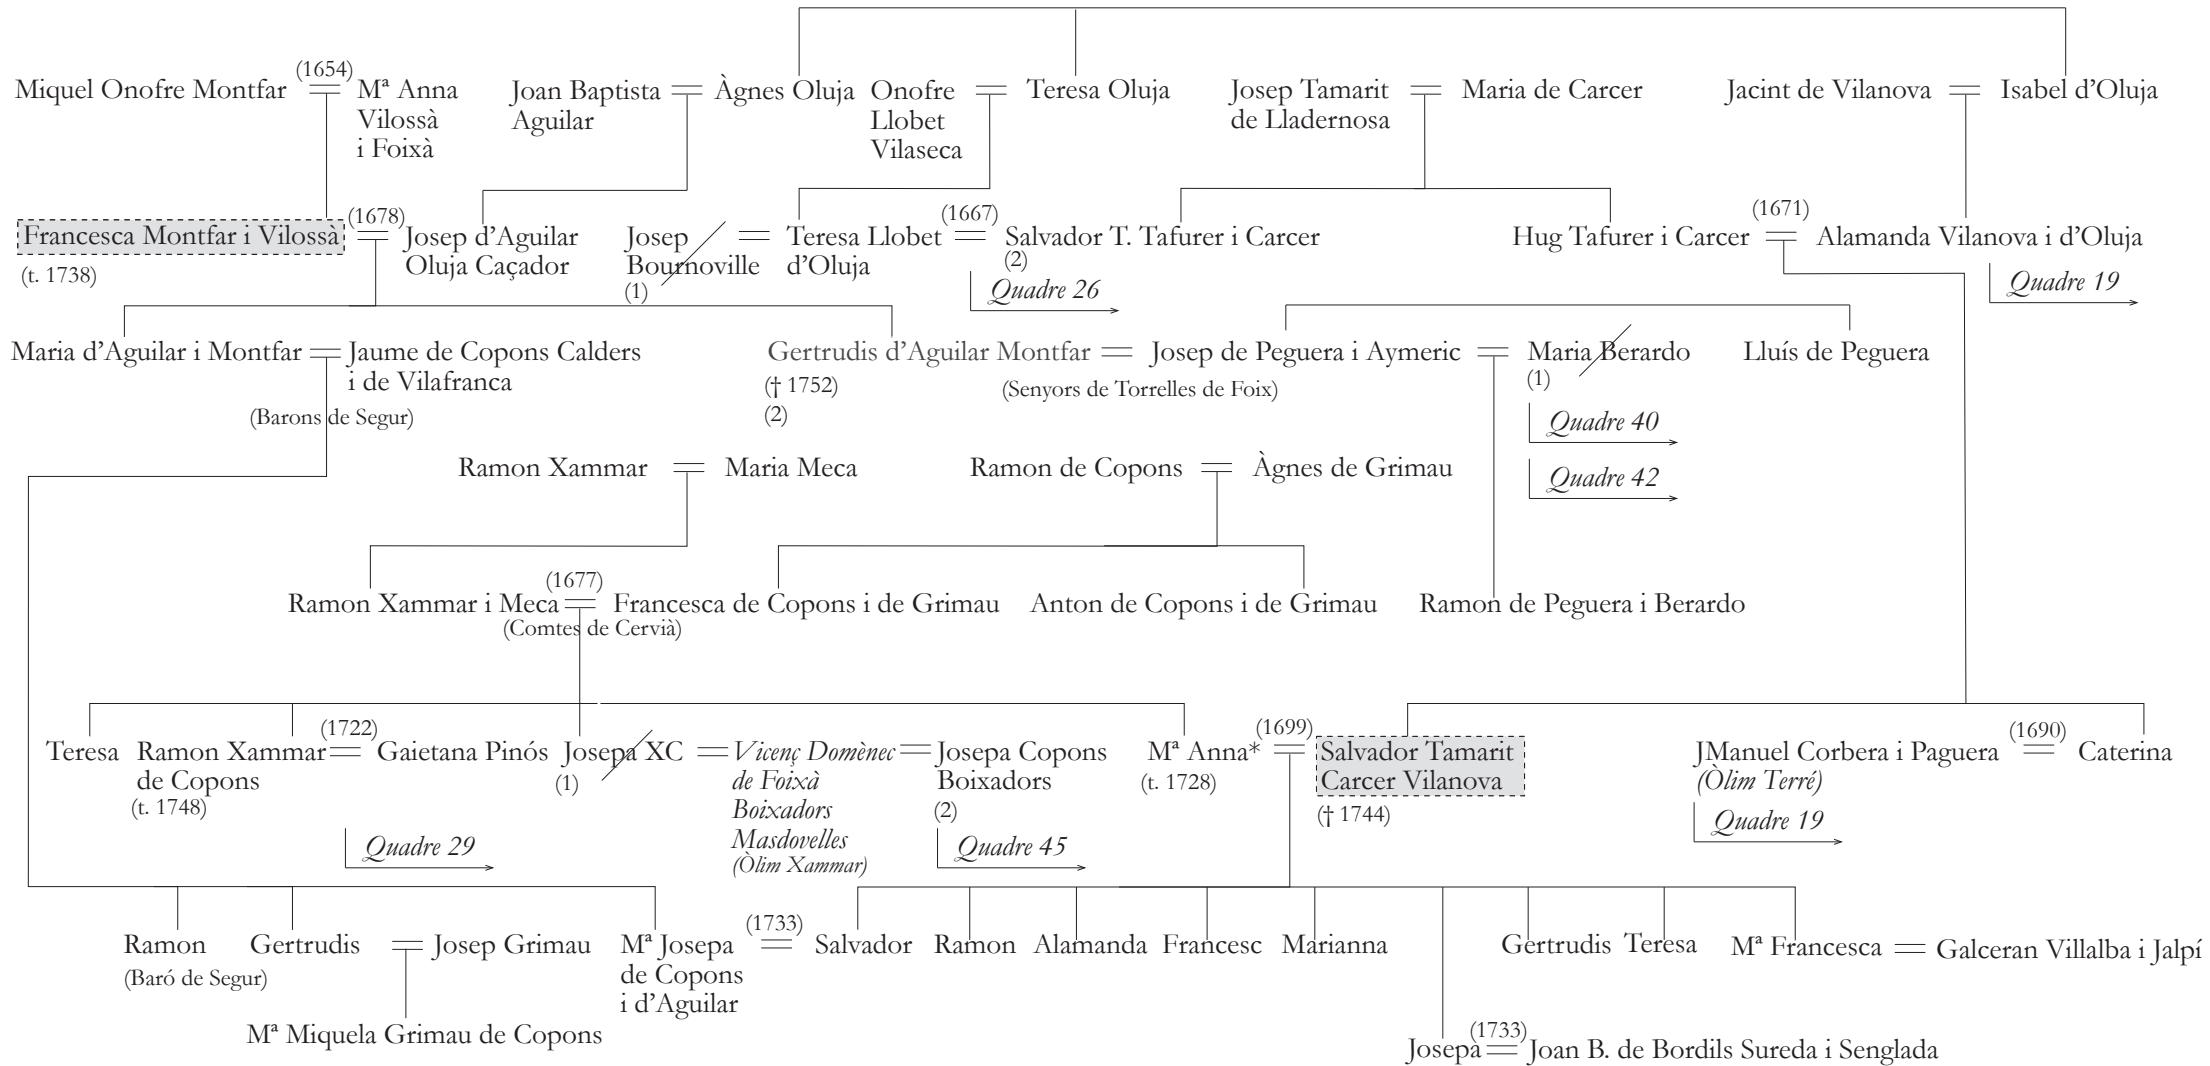 (1654)
Miquel Onofre Montfar
Mª Anna
Vilossà
i Foixà
Joan Baptista
Aguilar
Àgnes Oluja
Onofre
Llobet
Vilaseca
Teresa Oluja
Josep Tamarit
de Lladernosa
Maria de Carcer
Jacint de Vilanova
Isabel d’Oluja
Francesca Montfar i Vilossà
(t. 1738)
(1678)
Josep d’Aguilar
Oluja Caçador
Josep
Bournoville
(1)
Teresa Llobet
d’Oluja
(1667)
Salvador T. Tafurer i Carcer
(2)
Quadre 26
Hug Tafurer i Carcer
(1671)
Alamanda Vilanova i d’Oluja
Quadre 19
Maria d’Aguilar i Montfar
Jaume de Copons Calders
i de Vilafranca
(Barons de Segur)
Gertrudis d’Aguilar Montfar
(† 1752)
(2)
Josep de Peguera i Aymeric
(Senyors de Torrelles de Foix)
Maria Berardo
(1)
Quadre 40
Quadre 42
Lluís de Peguera
Ramon Xammar
Maria Meca
Ramon de Copons
Àgnes de Grimau
Ramon Xammar i Meca
(1677)
Francesca de Copons i de Grimau
(Comtes de Cervià)
Anton de Copons i de Grimau
Ramon de Peguera i Berardo
Teresa
Ramon Xammar
de Copons
(t. 1748)
(1722)
Gaietana Pinós
Quadre 29
Josepa XC
(1)
Vicenç Domènec
de Foixà
Boixadors
Masdovelles
(Òlim Xammar)
Josepa Copons
Boixadors
(2)
Quadre 45
Mª Anna*
(t. 1728)
(1699)
Salvador Tamarit
Carcer Vilanova
(† 1744)
JManuel Corbera i Paguera
(Òlim Terré)
Quadre 19
(1690)
Caterina
Ramon
(Baró de Segur)
Gertrudis
Josep Grimau
Mª Josepa
de Copons
i d’Aguilar
(1733)
Salvador
Ramon
Alamanda
Francesc
Marianna
Gertrudis
Teresa
Mª Francesca
Galceran Villalba i Jalpí
Mª Miquela Grimau de Copons
Josepa
(1733)
Joan B. de Bordils Sureda i Senglada